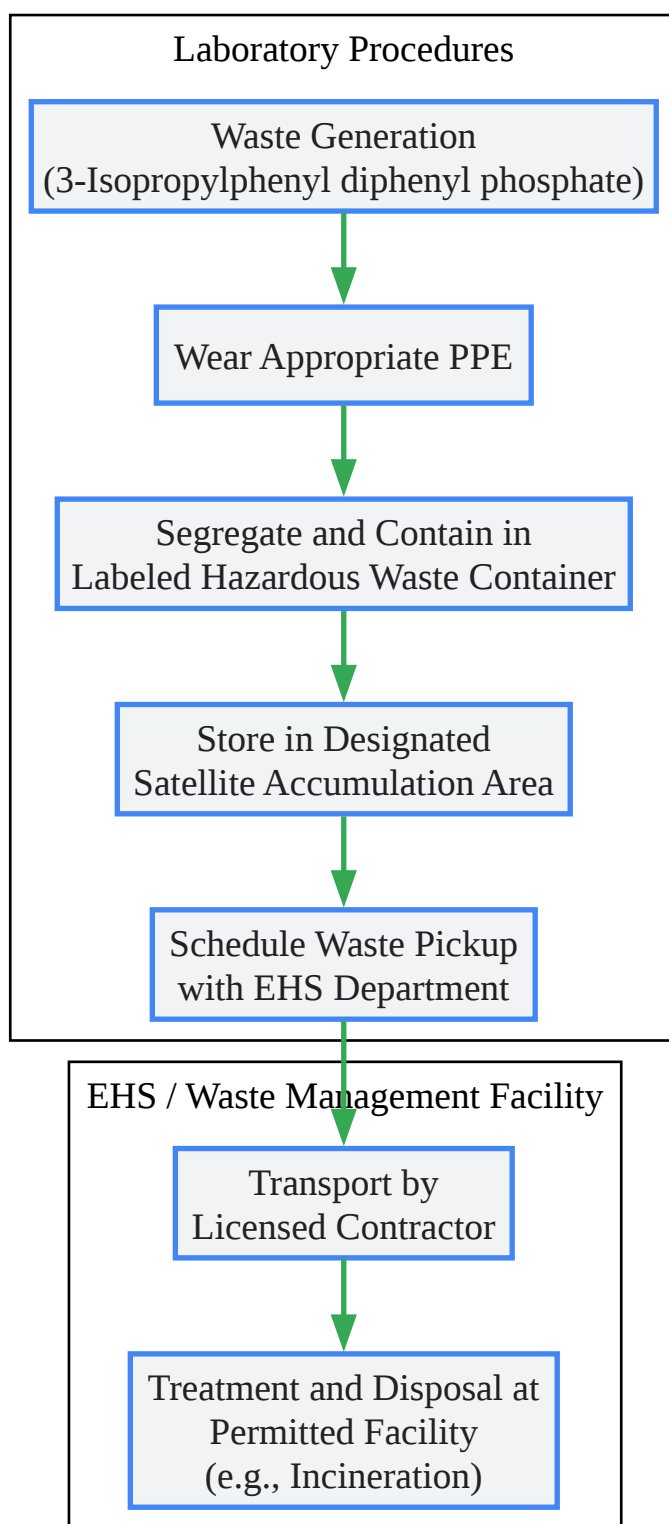 Laboratory Procedures
Waste Generation
(3-Isopropylphenyl diphenyl phosphate)
Wear Appropriate PPE
Segregate and Contain in
Labeled Hazardous Waste Container
Store in Designated
Satellite Accumulation Area
Schedule Waste Pickup
with EHS Department
EHS / Waste Management Facility
Transport by
Licensed Contractor
Treatment and Disposal at
Permitted Facility
(e.g., Incineration)